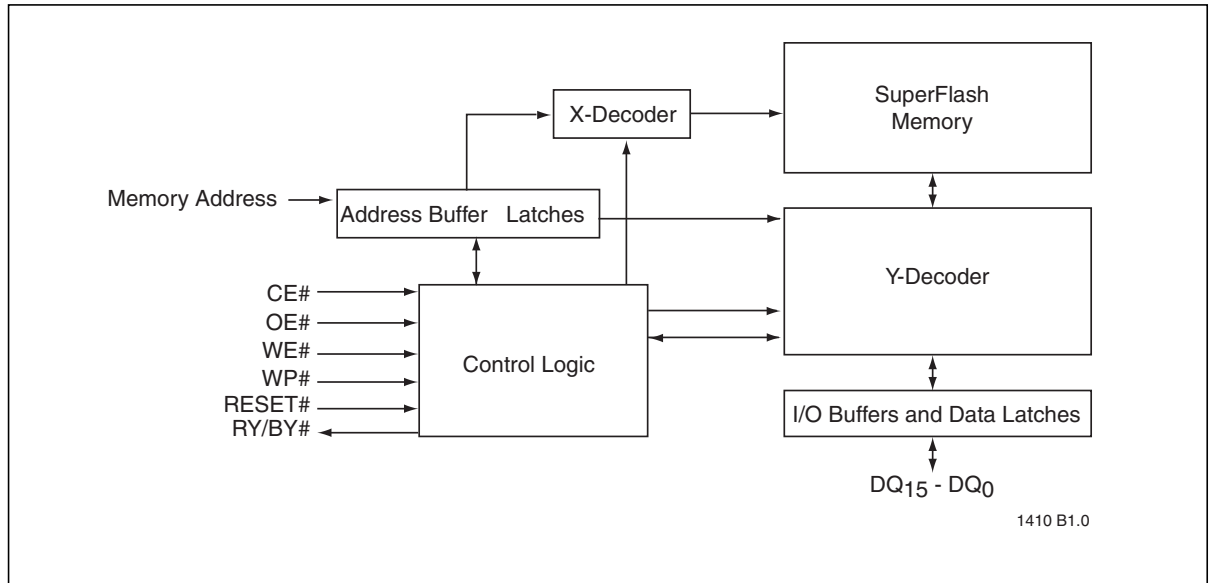 SuperFlash
Memory
X-Decoder
Memory Address
Address Buffer Latches
Y-Decoder
CE#
OE#
WE#
WP#
RESET#
RY/BY#
Control Logic
I/O Buffers and Data Latches
DQ15 - DQ0
1410 B1.0